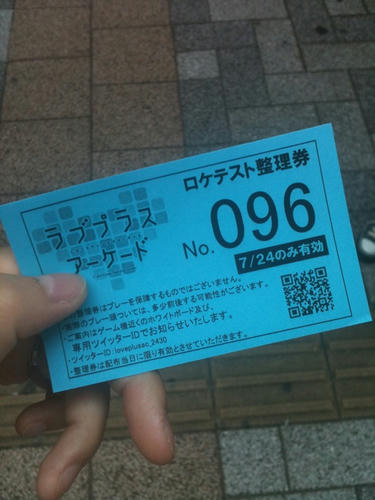 ロケテスト整理券
ラブプラス
アーケード
No.096
7/24のみ有効
整理券はプレーを保障するものではございません。
実際のプレー順については、多少前後する可能性がございます。
・ご案内はゲーム機近くのホワイトボード及び、
専用ツイッターIDでお知らせいたします。
・ツイッターID:loveplusac_2430
・整理券は配布当日に限り有効とさせていただきます。